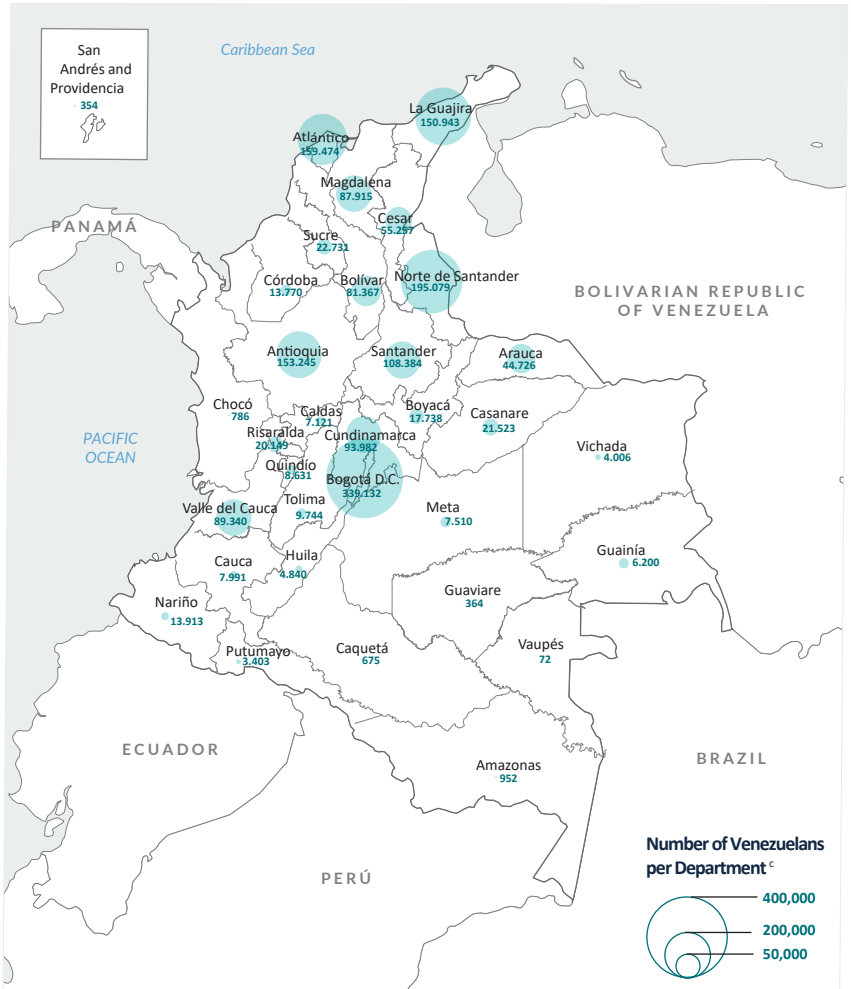 San
Andrés and
Providencia
354
Caribbean Sea
La Guajira
150.943
Atlántico
159.474
Magdalena
87.915
Cesar
55.257
PANAMÁ
Sucre
22.731
Córdoba
13.770
Bolívar
81.367
Norte de Santander
195.079
BOLIVARIAN REPUBLIC
OF VENEZUELA
Antioquia
153.245
Santander
108.384
Arauca
44.726
Chocó
786
Caldas
7.121
Boyacá
17.738
Casanare
21.523
Risaralda
20.149
Cundinamarca
93.982
PACIFIC
OCEAN
Vichada
4.006
Quindío
8.631
Bogotá D.C.
339.132
Tolima
9.744
Valle del Cauca
89.340
Meta
7.510
Cauca
7.991
Huila
4.840
Guainía
6.200
Nariño
13.913
Guaviare
364
Putumayo
3.403
Caquetá
675
Vaupés
72
ECUADOR
BRAZIL
Amazonas
952
PERÚ
Number of Venezuelans
per Department c
400,000
200,000
50,000